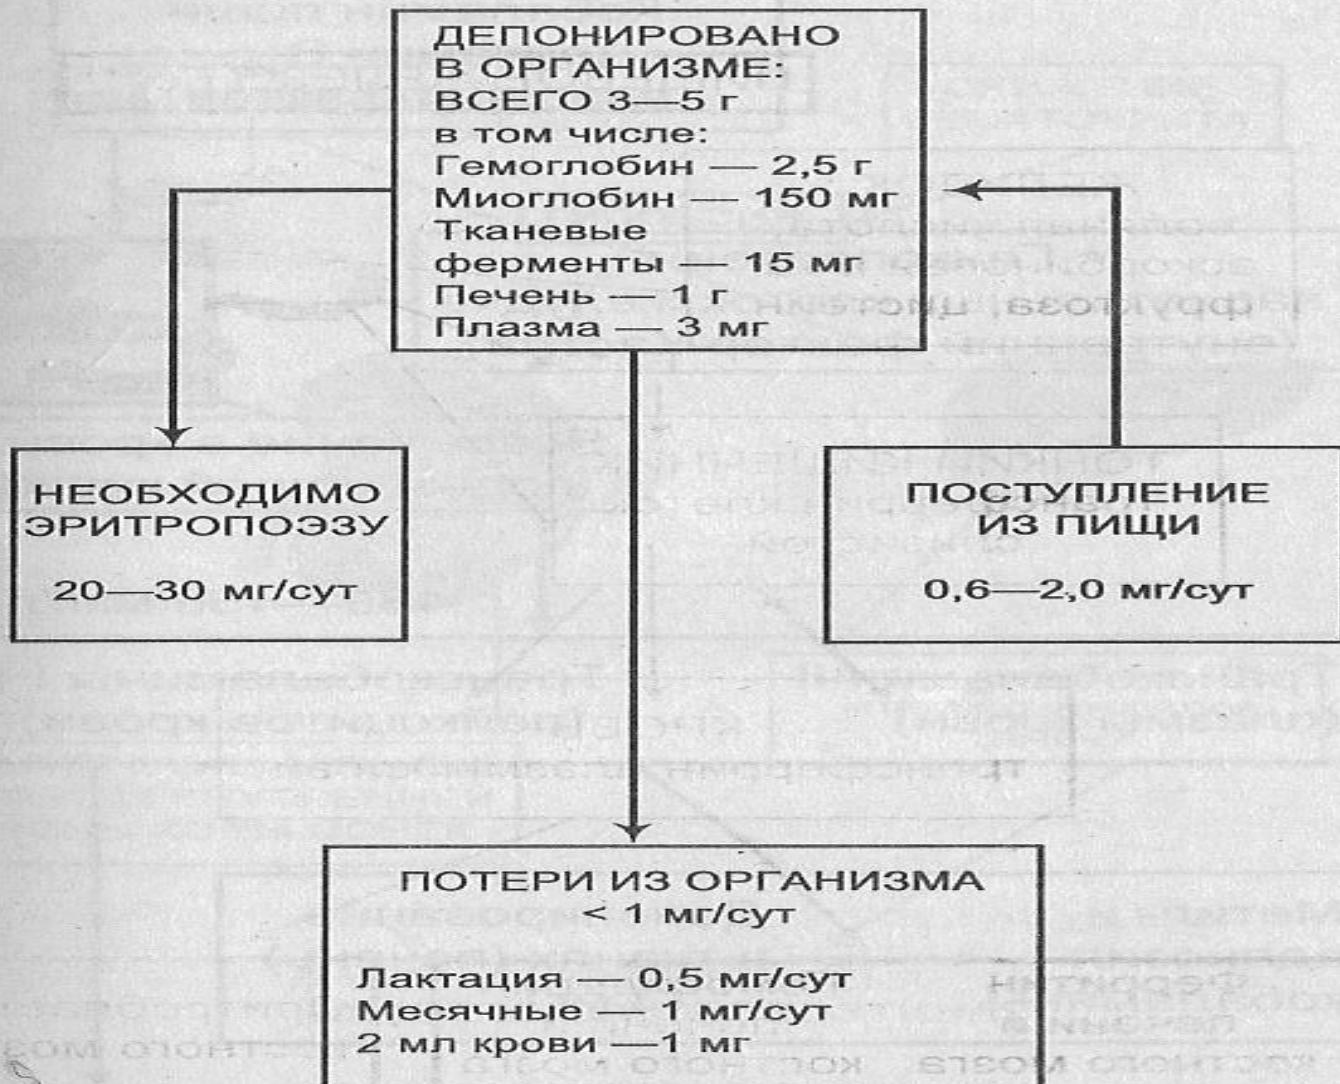 ДЕПОНИРОВАНО
В ОРГАНИЗМЕ:
ВСЕГО 3—5 г
в том числе:
Гемоглобин — 2,5 г
Миоглобин — 150 мг
Тканевые
ферменты — 15 мг
Печень — 1 г
Плазма — 3 мг
НЕОБХОДИМО
ЭРИТРОПОЭЗУ
20—30 мг/сут
ПОСТУПЛЕНИЕ
ИЗ ПИЩИ
0,6—2,0 мг/сут
ПОТЕРИ ИЗ ОРГАНИЗМА
< 1 мг/сут
Лактация — 0,5 мг/сут
Месячные — 1 мг/сут
2 мл крови —1 мг